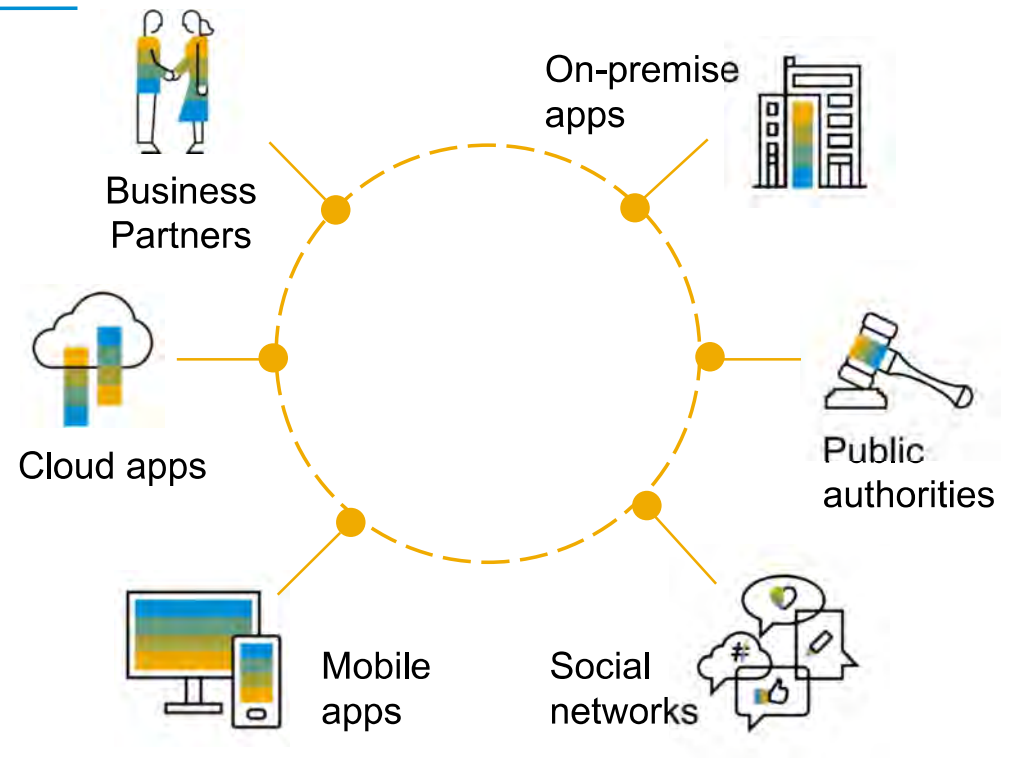 On-premise
apps
Business
Partners
Cloud apps
Public
authorities
Mobile
apps
Social
networks
#